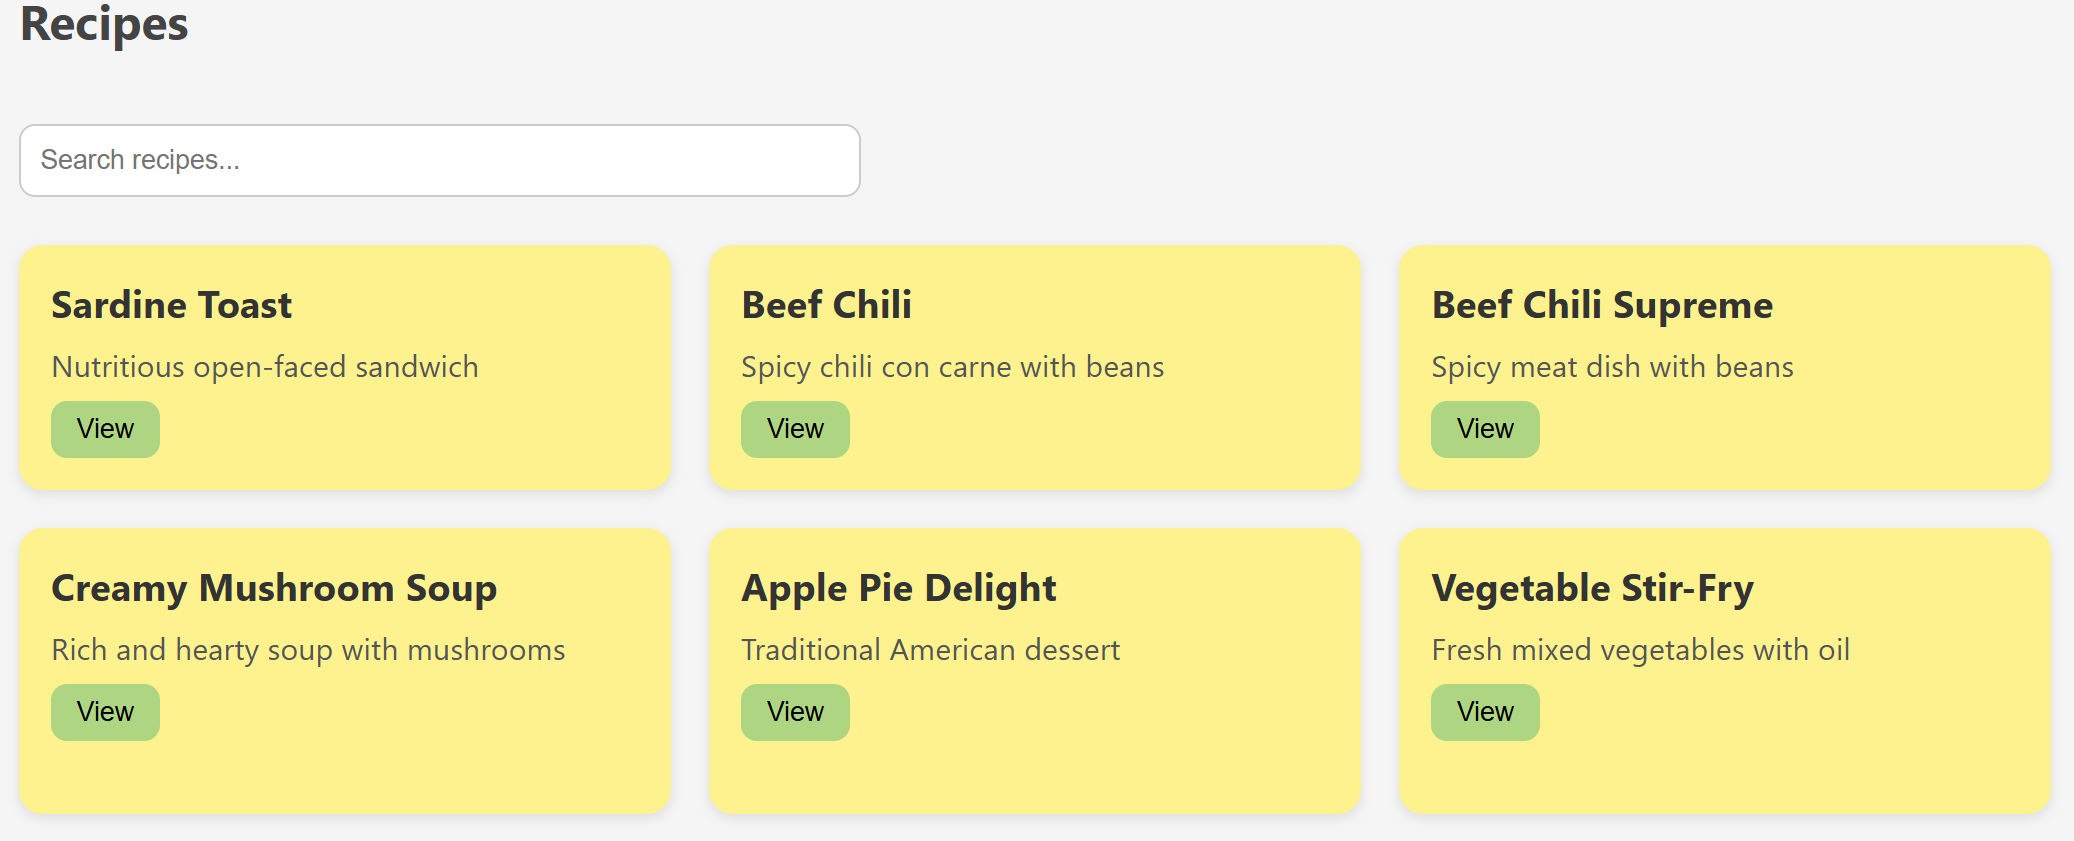 Recipes
Search recipes...
Sardine Toast
Nutritious open-faced sandwich
View
Beef Chili
Spicy chili con carne with beans
View
Beef Chili Supreme
Spicy meat dish with beans
View
Creamy Mushroom Soup
Rich and hearty soup with mushrooms
View
Apple Pie Delight
Traditional American dessert
View
Vegetable Stir-Fry
Fresh mixed vegetables with oil
View